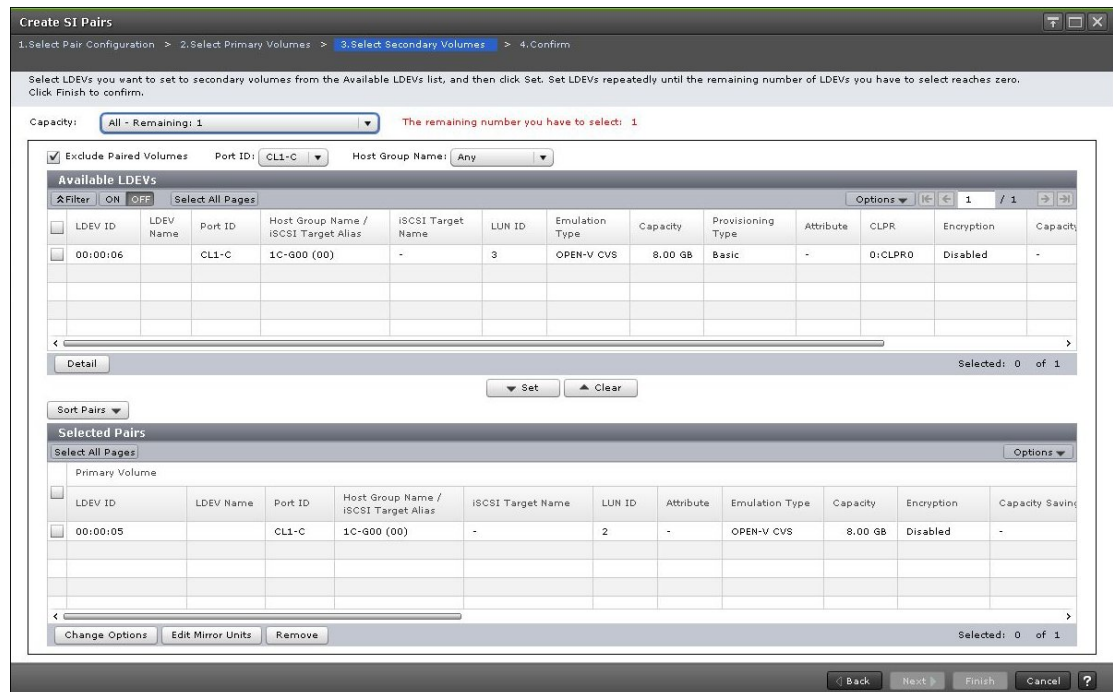 Create SI Pairs
1.Select Pair Configuration > 2.Select Primary Volumes > 3.Select Secondary Volumes > 4.Confirm
Select LDEVs you want to set to secondary volumes from the Available LDEVs list, and then click Set. Set LDEVs repeatedly until the remaining number of LDEVs you have to select reaches zero.
Click Finish to confirm.
Capacity: All - Remaining: 1 The remaining number you have to select: 1
Exclude Paired Volumes Port ID: CL1-C Host Group Name: Any
Available LDEVs
Filter ON OFF Select All Pages Options 1 / 1
LDEV ID LDEV Name Port ID Host Group Name / iSCSI Target Alias iSCSI Target Name LUN ID Emulation Type Capacity Provisioning Type Attribute CLPR Encryption Capacity
00:00:06 CL1-C 1C-G00 (00) - 3 OPEN-V CVS 8.00 GB Basic - 0:CLPR0 Disabled -
Detail Selected: 0 of 1
Set Clear
Sort Pairs
Selected Pairs
Select All Pages Options
Primary Volume
LDEV ID LDEV Name Port ID Host Group Name / iSCSI Target Alias iSCSI Target Name LUN ID Attribute Emulation Type Capacity Encryption Capacity Saving
00:00:05 CL1-C 1C-G00 (00) - 2 - OPEN-V CVS 8.00 GB Disabled -
Change Options Edit Mirror Units Remove Selected: 0 of 1
Back Next Finish Cancel ?